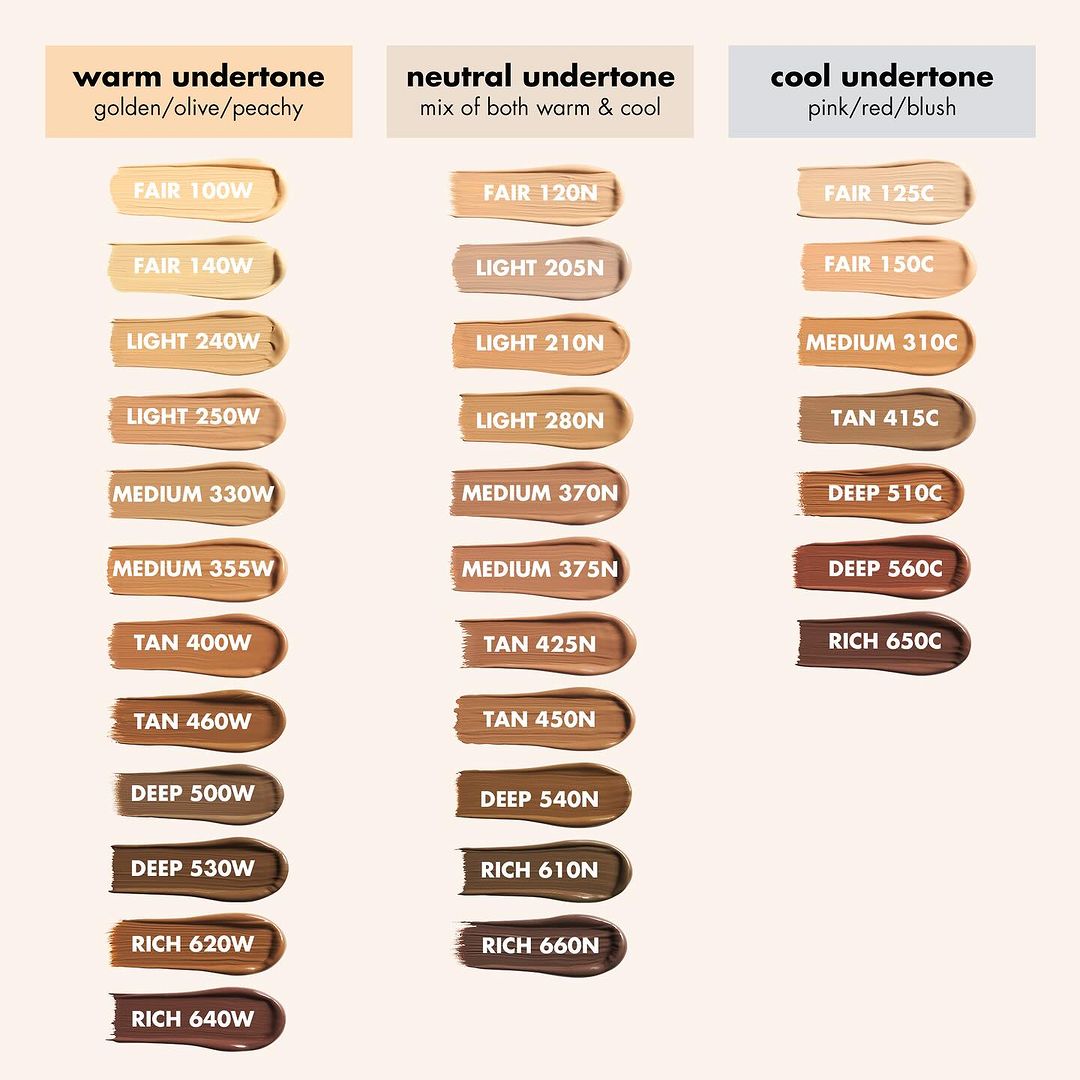 warm undertone
golden/olive/peachy
FAIR 100W
FAIR 140W
LIGHT 240W
LIGHT 250W
MEDIUM 330W
MEDIUM 355W
TAN 400W
TAN 460W
DEEP 500W
DEEP 530W
RICH 620W
RICH 640W
neutral undertone
mix of both warm & cool
FAIR 120N
LIGHT 205N
LIGHT 210N
LIGHT 280N
MEDIUM 370N
MEDIUM 375N
TAN 425N
TAN 450N
DEEP 540N
RICH 610N
RICH 660N
cool undertone
pink/red/blush
FAIR 125C
FAIR 150C
MEDIUM 310C
TAN 415C
DEEP 510C
DEEP 560C
RICH 650C